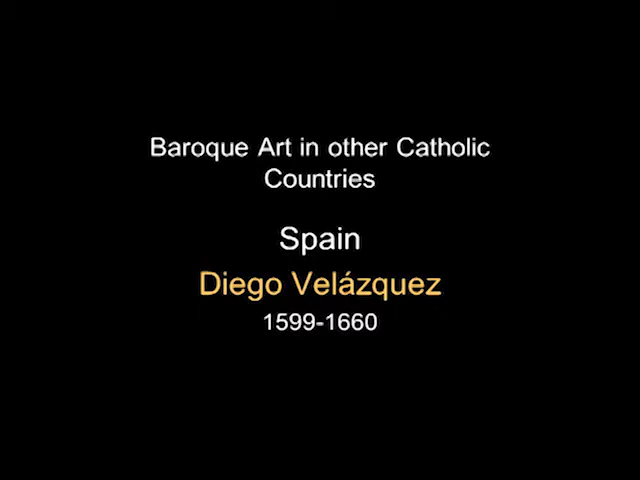 Baroque Art in other Catholic
Countries
Spain
Diego Velázquez
1599-1660